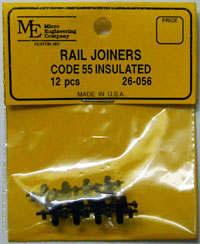 ME
Micro
Engineering
Company
FENTON, MO
PRICE
RAIL JOINERS
CODE 55 INSULATED
12 pcs 26-056
MADE IN U.S.A.